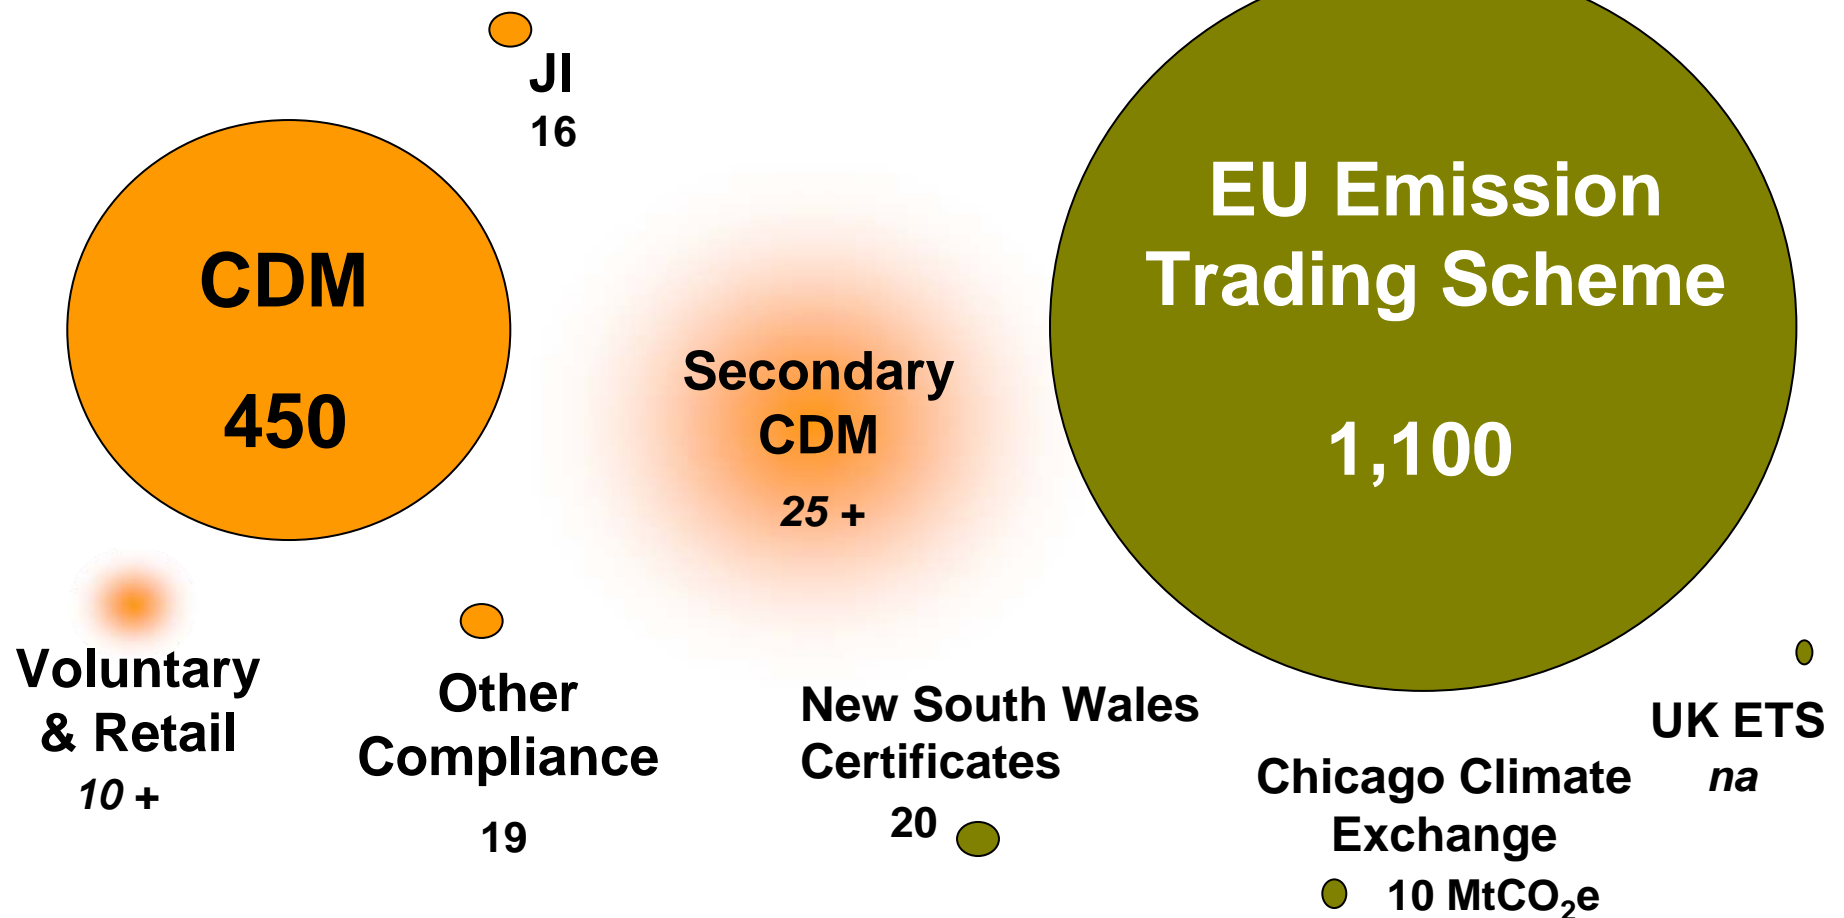 JI
16
CDM
450
EU Emission
Trading Scheme
1,100
Secondary
CDM
25 +
Voluntary
& Retail
10 +
Other
Compliance
19
New South Wales
Certificates
20
Chicago Climate
Exchange
10 MtCO₂e
UK ETS
na